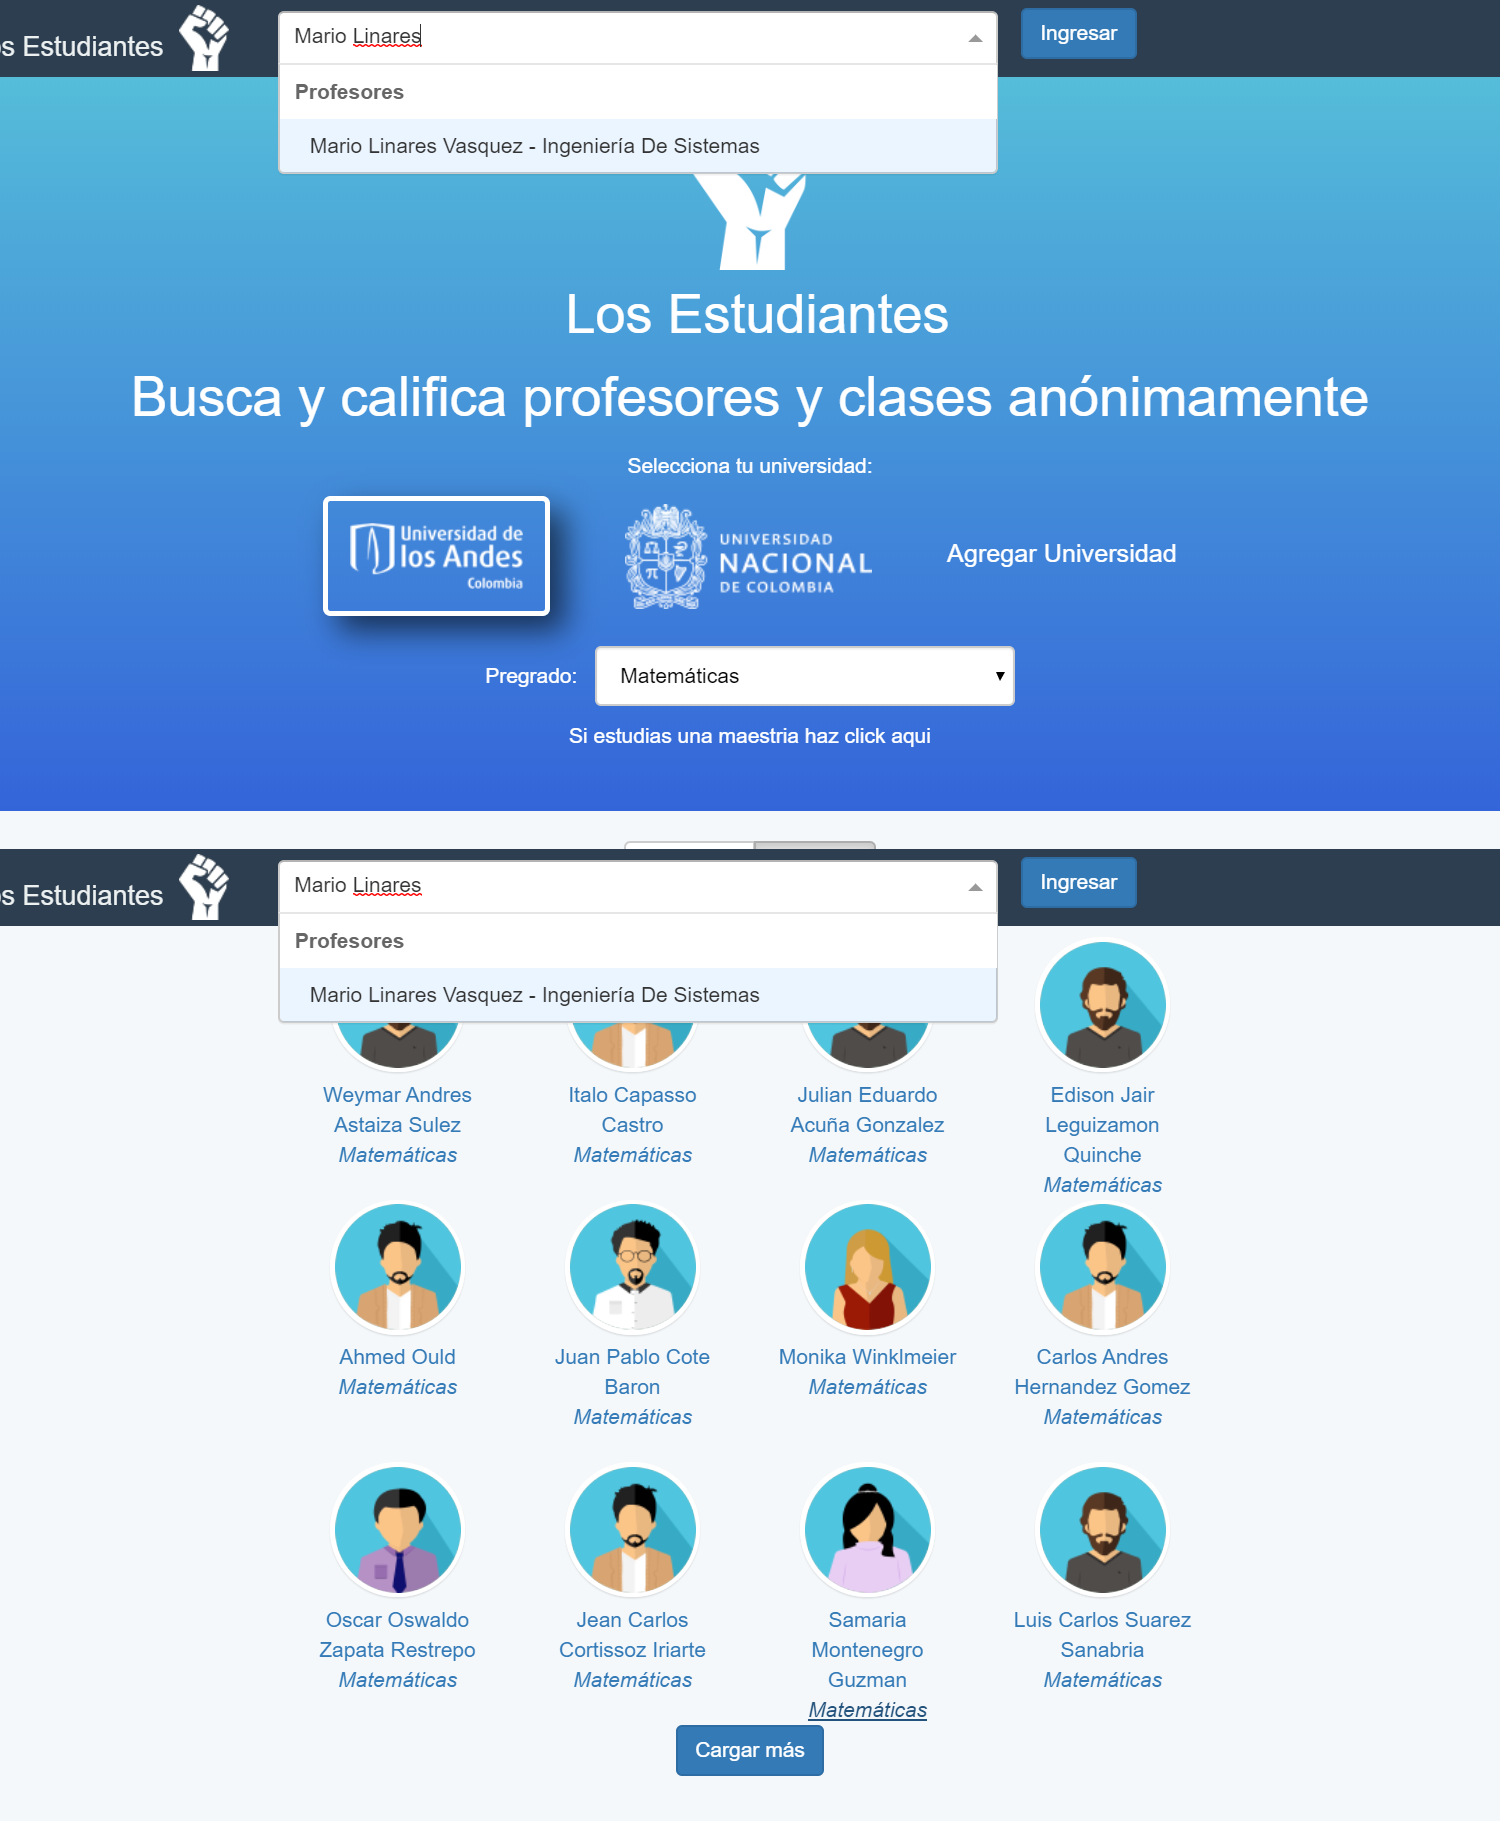 s Estudiantes
Mario Linares
Ingresar
Profesores
Mario Linares Vasquez - Ingeniería De Sistemas
Los Estudiantes
Busca y califica profesores y clases anónimamente
Selecciona tu universidad:
Universidad de
los Andes
Colombia
UNIVERSIDAD
NACIONAL
DE COLOMBIA
Agregar Universidad
Pregrado:
Matemáticas
Si estudias una maestria haz click aqui
s Estudiantes
Mario Linares
Ingresar
Profesores
Mario Linares Vasquez - Ingeniería De Sistemas
Weymar Andres
Astaiza Sulez
Matemáticas
Italo Capasso
Castro
Matemáticas
Julian Eduardo
Acuña Gonzalez
Matemáticas
Edison Jair
Leguizamon
Quinche
Matemáticas
Ahmed Ould
Matemáticas
Juan Pablo Cote
Baron
Matemáticas
Monika Winklmeier
Matemáticas
Carlos Andres
Hernandez Gomez
Matemáticas
Oscar Oswaldo
Zapata Restrepo
Matemáticas
Jean Carlos
Cortissoz Iriarte
Matemáticas
Samaria
Montenegro
Guzman
Matemáticas
Luis Carlos Suarez
Sanabria
Matemáticas
Cargar más